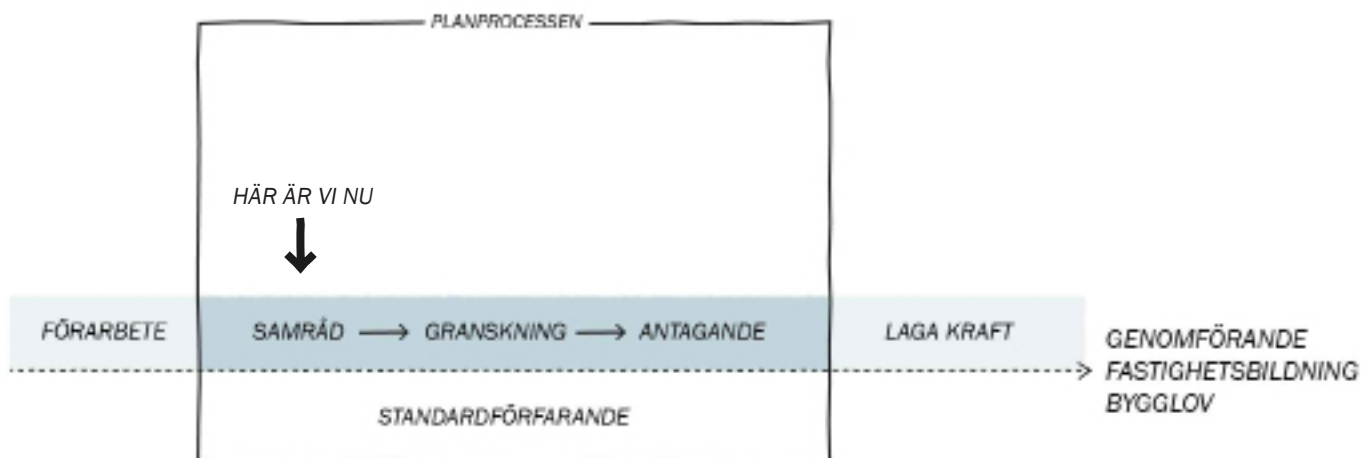 PLANPROCESSEN
HÄR ÄR VI NU
FÖRARBETE
SAMRÅD
GRANSKNING
ANTAGANDE
LAGA KRAFT
GENOMFÖRANDE
FASTIGHETSBILDNING
BYGGLOV
STANDARDFÖRFARANDE